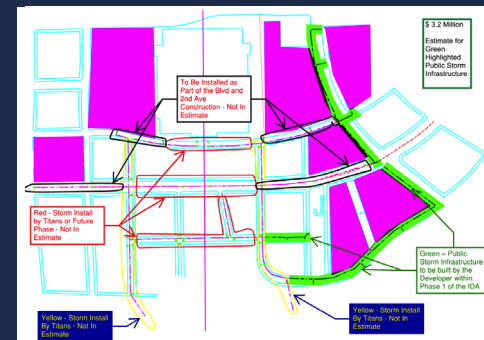 $ 3.2 Million
Estimate for
Green
Highlighted
Public Storm
Infrastructure
To Be Installed as
Part of the Blvd and
2nd Ave
Construction - Not In
Estimate
Red - Storm Install
by Titans or Future
Phase - Not In
Estimate
Green = Public
Storm Infrastructure
to be built by the
Developer within
Phase 1 of the IDA
Yellow - Storm Install
By Titans - Not In
Estimate
Yellow - Storm Install
By Titans - Not In
Estimate